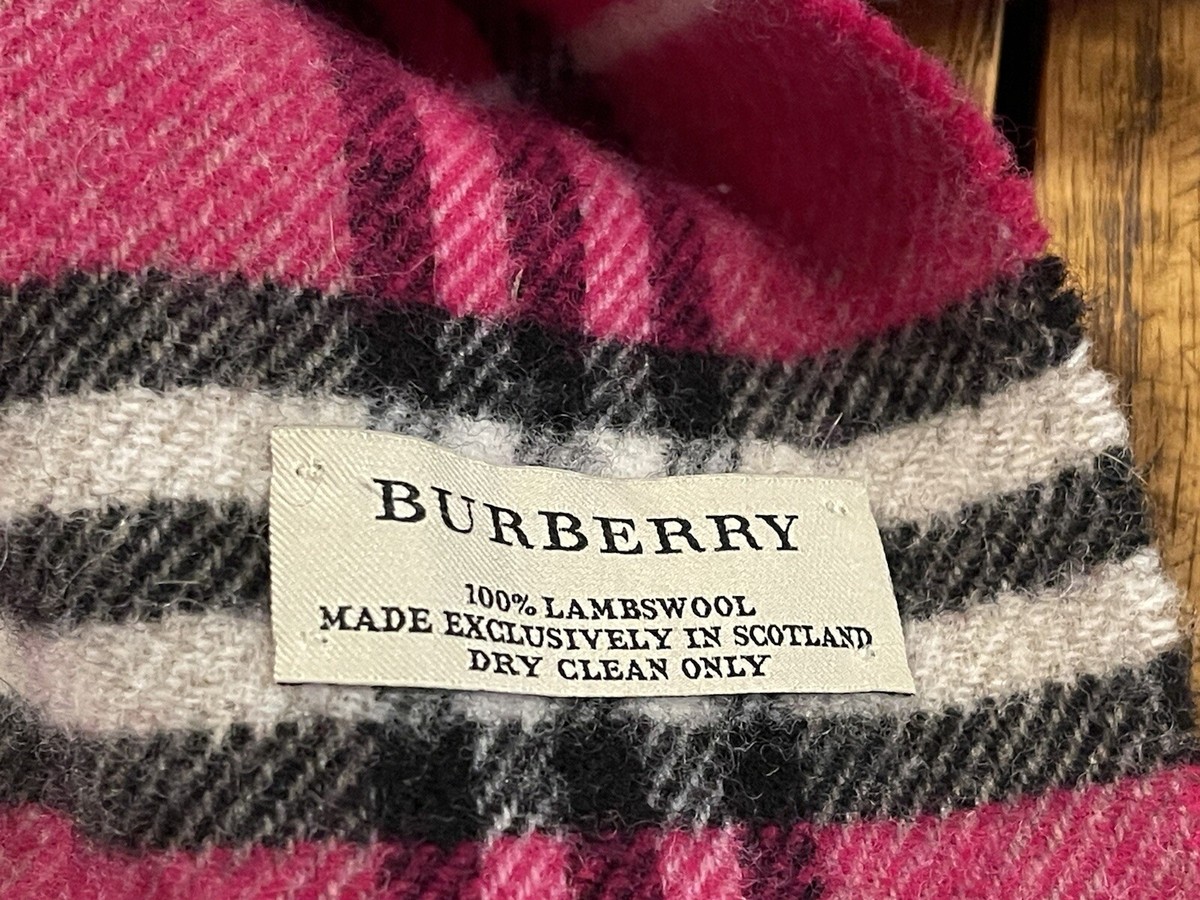 BURBERRY
100% LAMBSWOOL
MADE EXCLUSIVELY IN SCOTLAND
DRY CLEAN ONLY